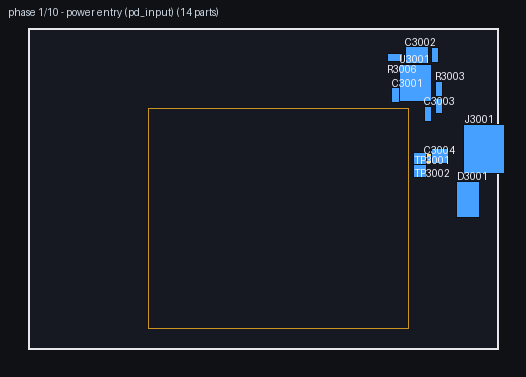 phase 1/10 - power entry (pd_input) (14 parts)
C3002
U3001
R3006
R3003
C3001
C3003
J3001
C3004
TP3001
TP3002
D3001